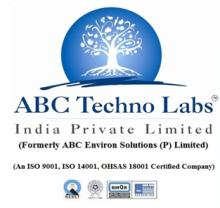 ABC Techno Labs™
India Private Limited
(Formerly ABC Environ Solutions (P) Limited)
(An ISO 9001, ISO 14001, OHSAS 18001 Certified Company)